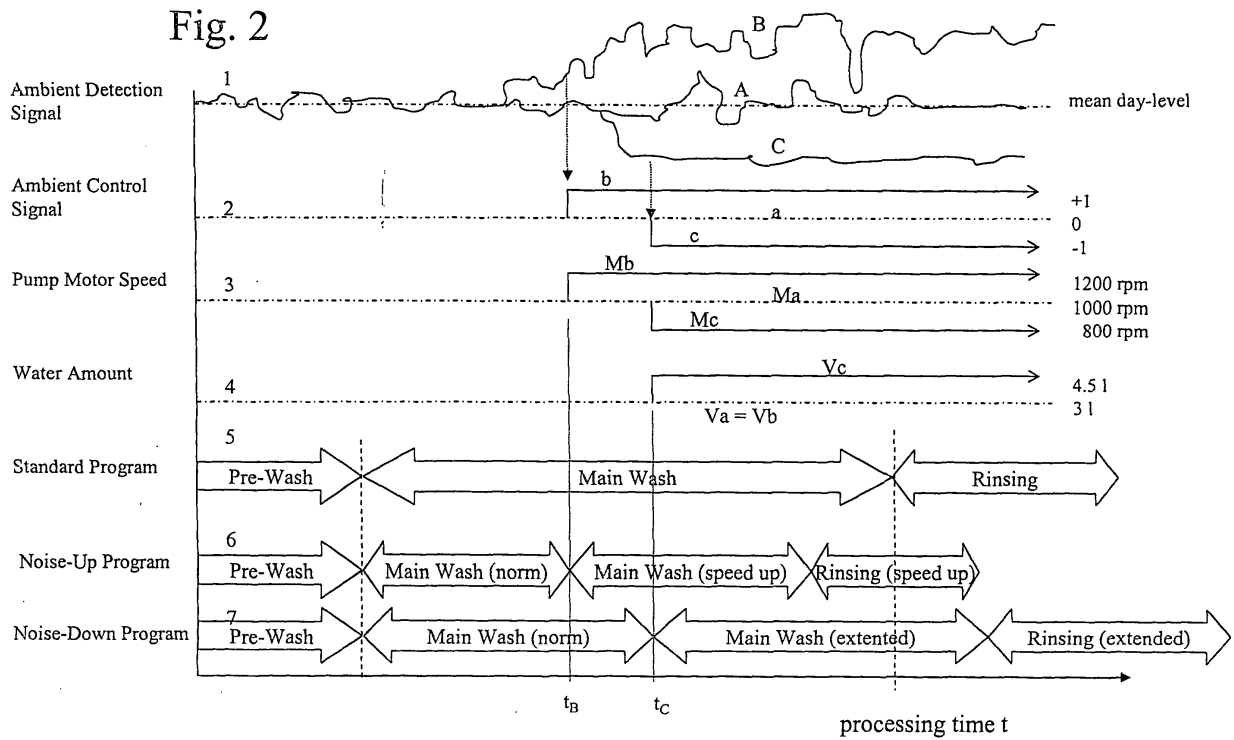 Fig. 2
B
1
Ambient Detection
Signal
A
mean day-level
C
Ambient Control
Signal
b
2
a
+1
0
c
-1
Pump Motor Speed
3
Mb
1200 rpm
Ma
1000 rpm
Mc
800 rpm
Water Amount
4
Vc
4.5 l
Va = Vb
3 l
5
Standard Program
Pre-Wash
Main Wash
Rinsing
6
Noise-Up Program
Pre-Wash
Main Wash (norm)
Main Wash (speed up)
Rinsing (speed up)
7
Noise-Down Program
Pre-Wash
Main Wash (norm)
Main Wash (extented)
Rinsing (extended)
tB
tC
processing time t